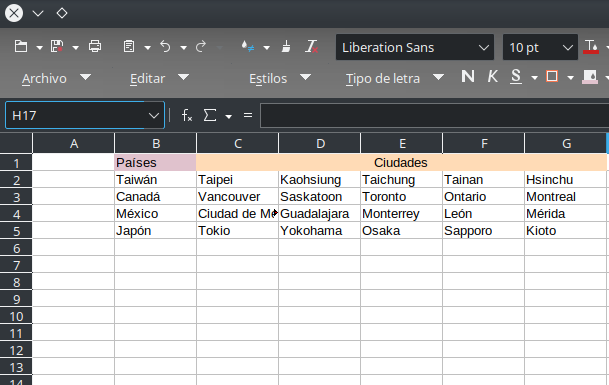 Liberation Sans 10 pt
Archivo Editar Estilos Tipo de letra N K S
H17 fx Σ =
A B C D E F G
1 Países Ciudades
2 Taiwán Taipei Kaohsiung Taichung Tainan Hsinchu
3 Canadá Vancouver Saskatoon Toronto Ontario Montreal
4 México Ciudad de Guadalajara Monterrey León Mérida
5 Japón Tokio Yokohama Osaka Sapporo Kioto
6
7
8
9
10
11
12
13
14